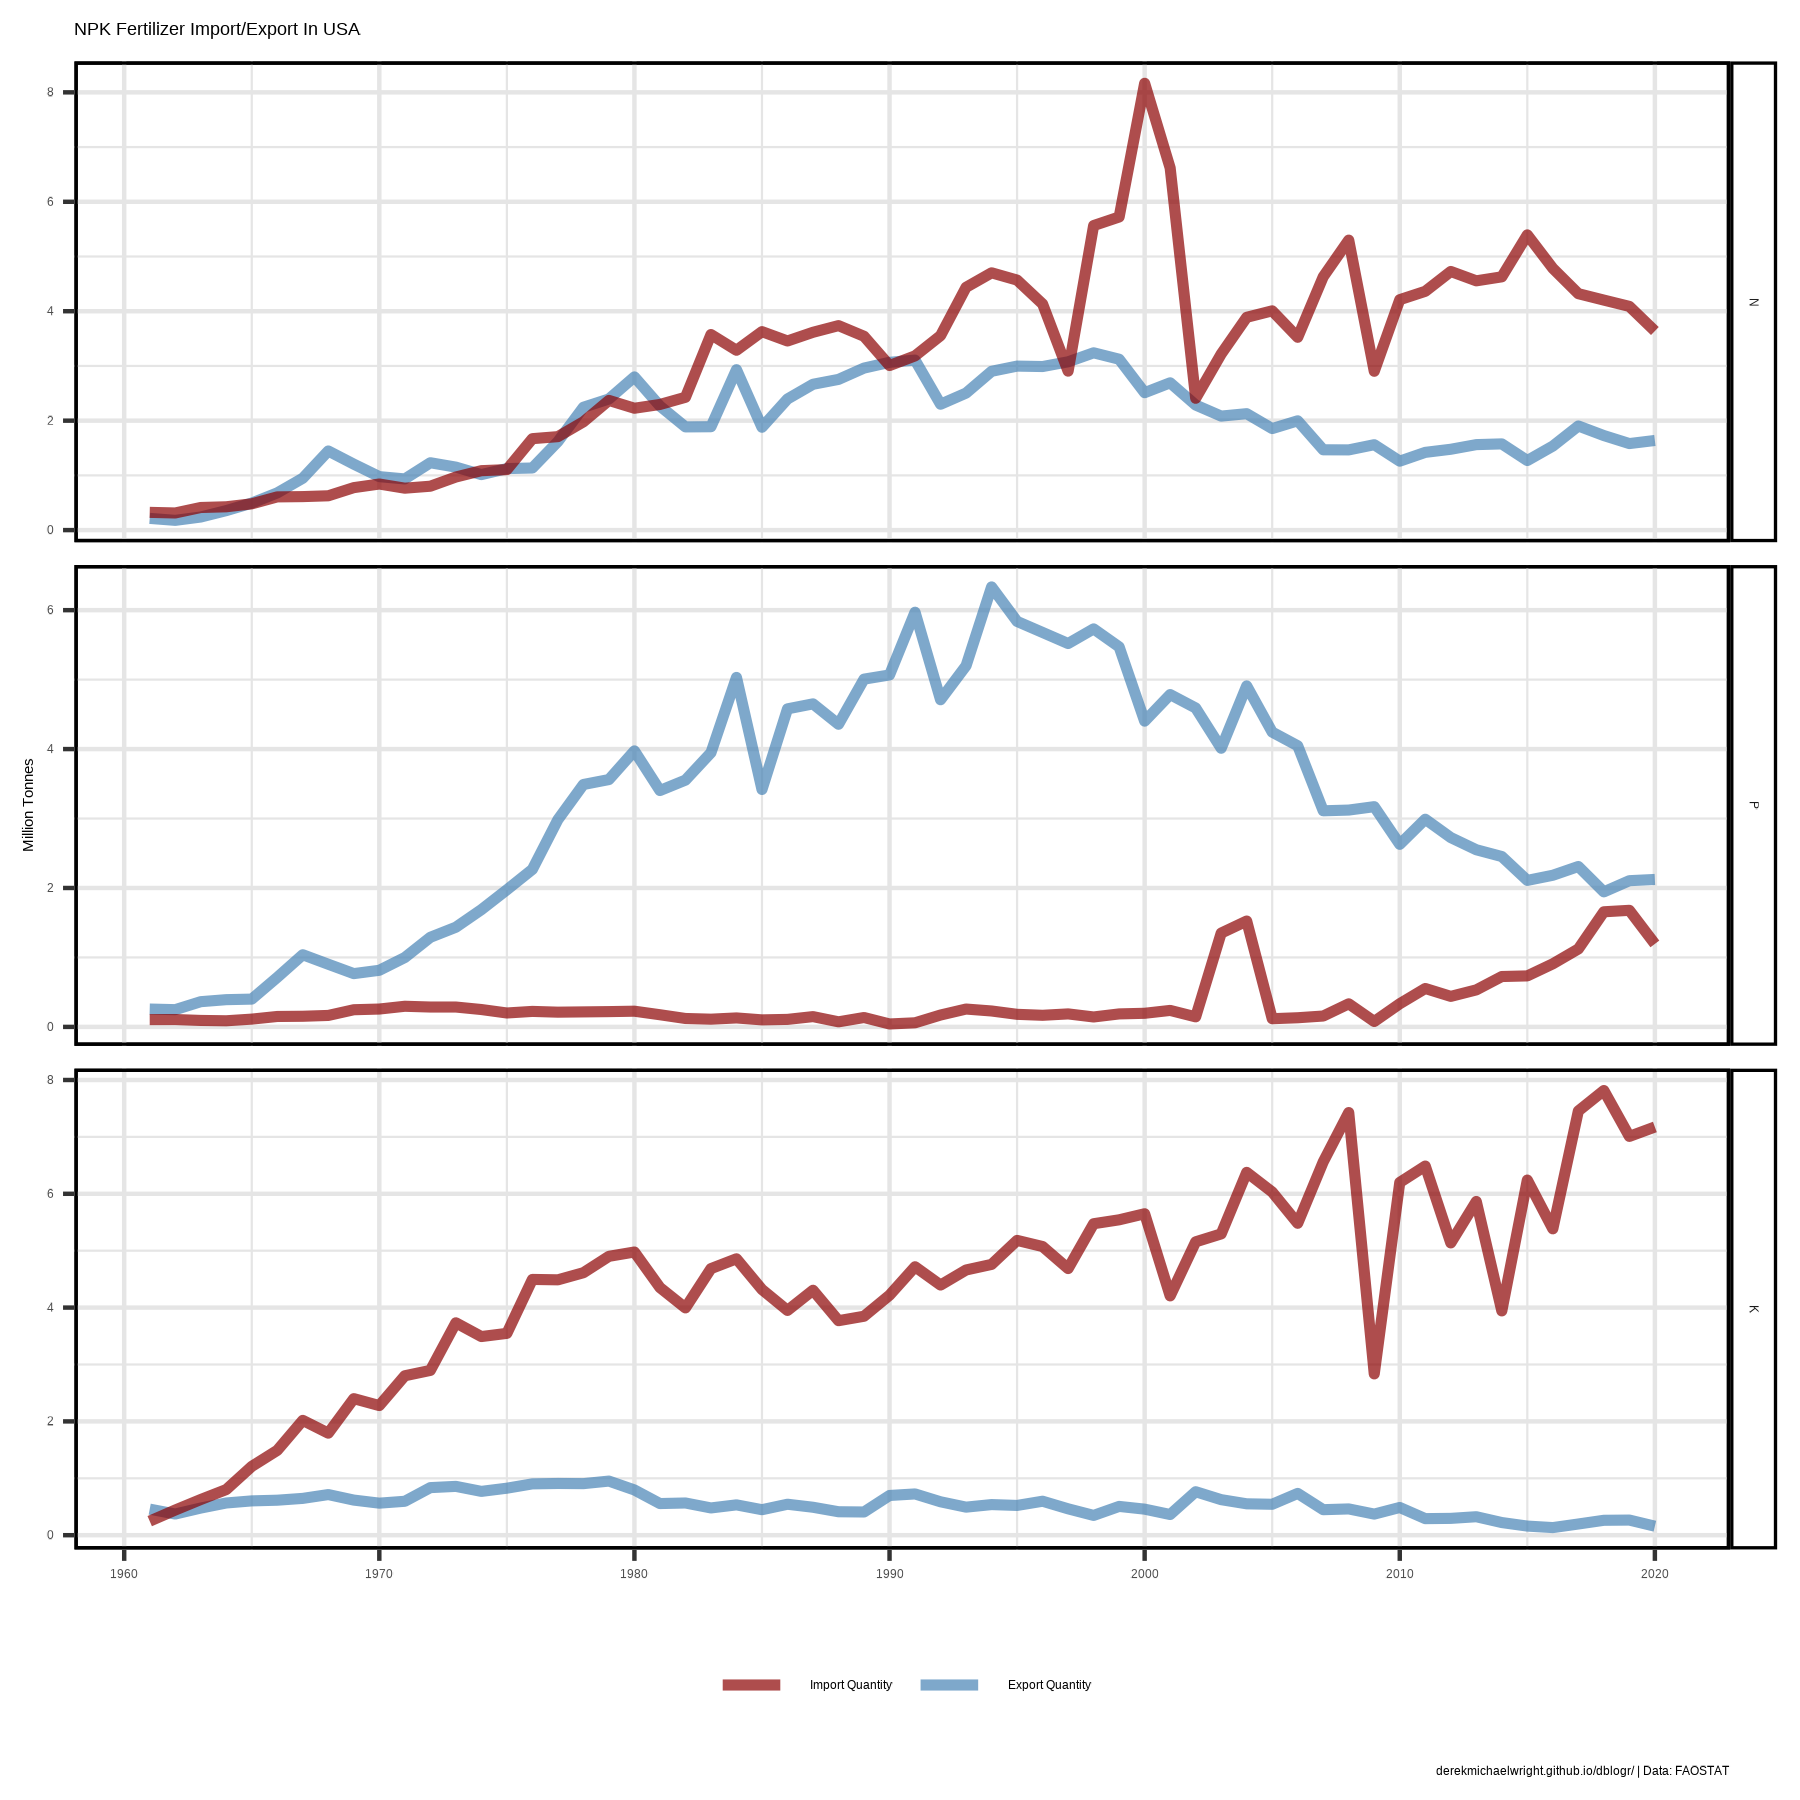 NPK Fertilizer Import/Export In USA
8
6
4
2
0
N
6
4
2
0
P
Million Tonnes
8
6
4
2
0
K
1960 1970 1980 1990 2000 2010 2020
Import Quantity Export Quantity
derekmichaelwright.github.io/dblogr/ | Data: FAOSTAT